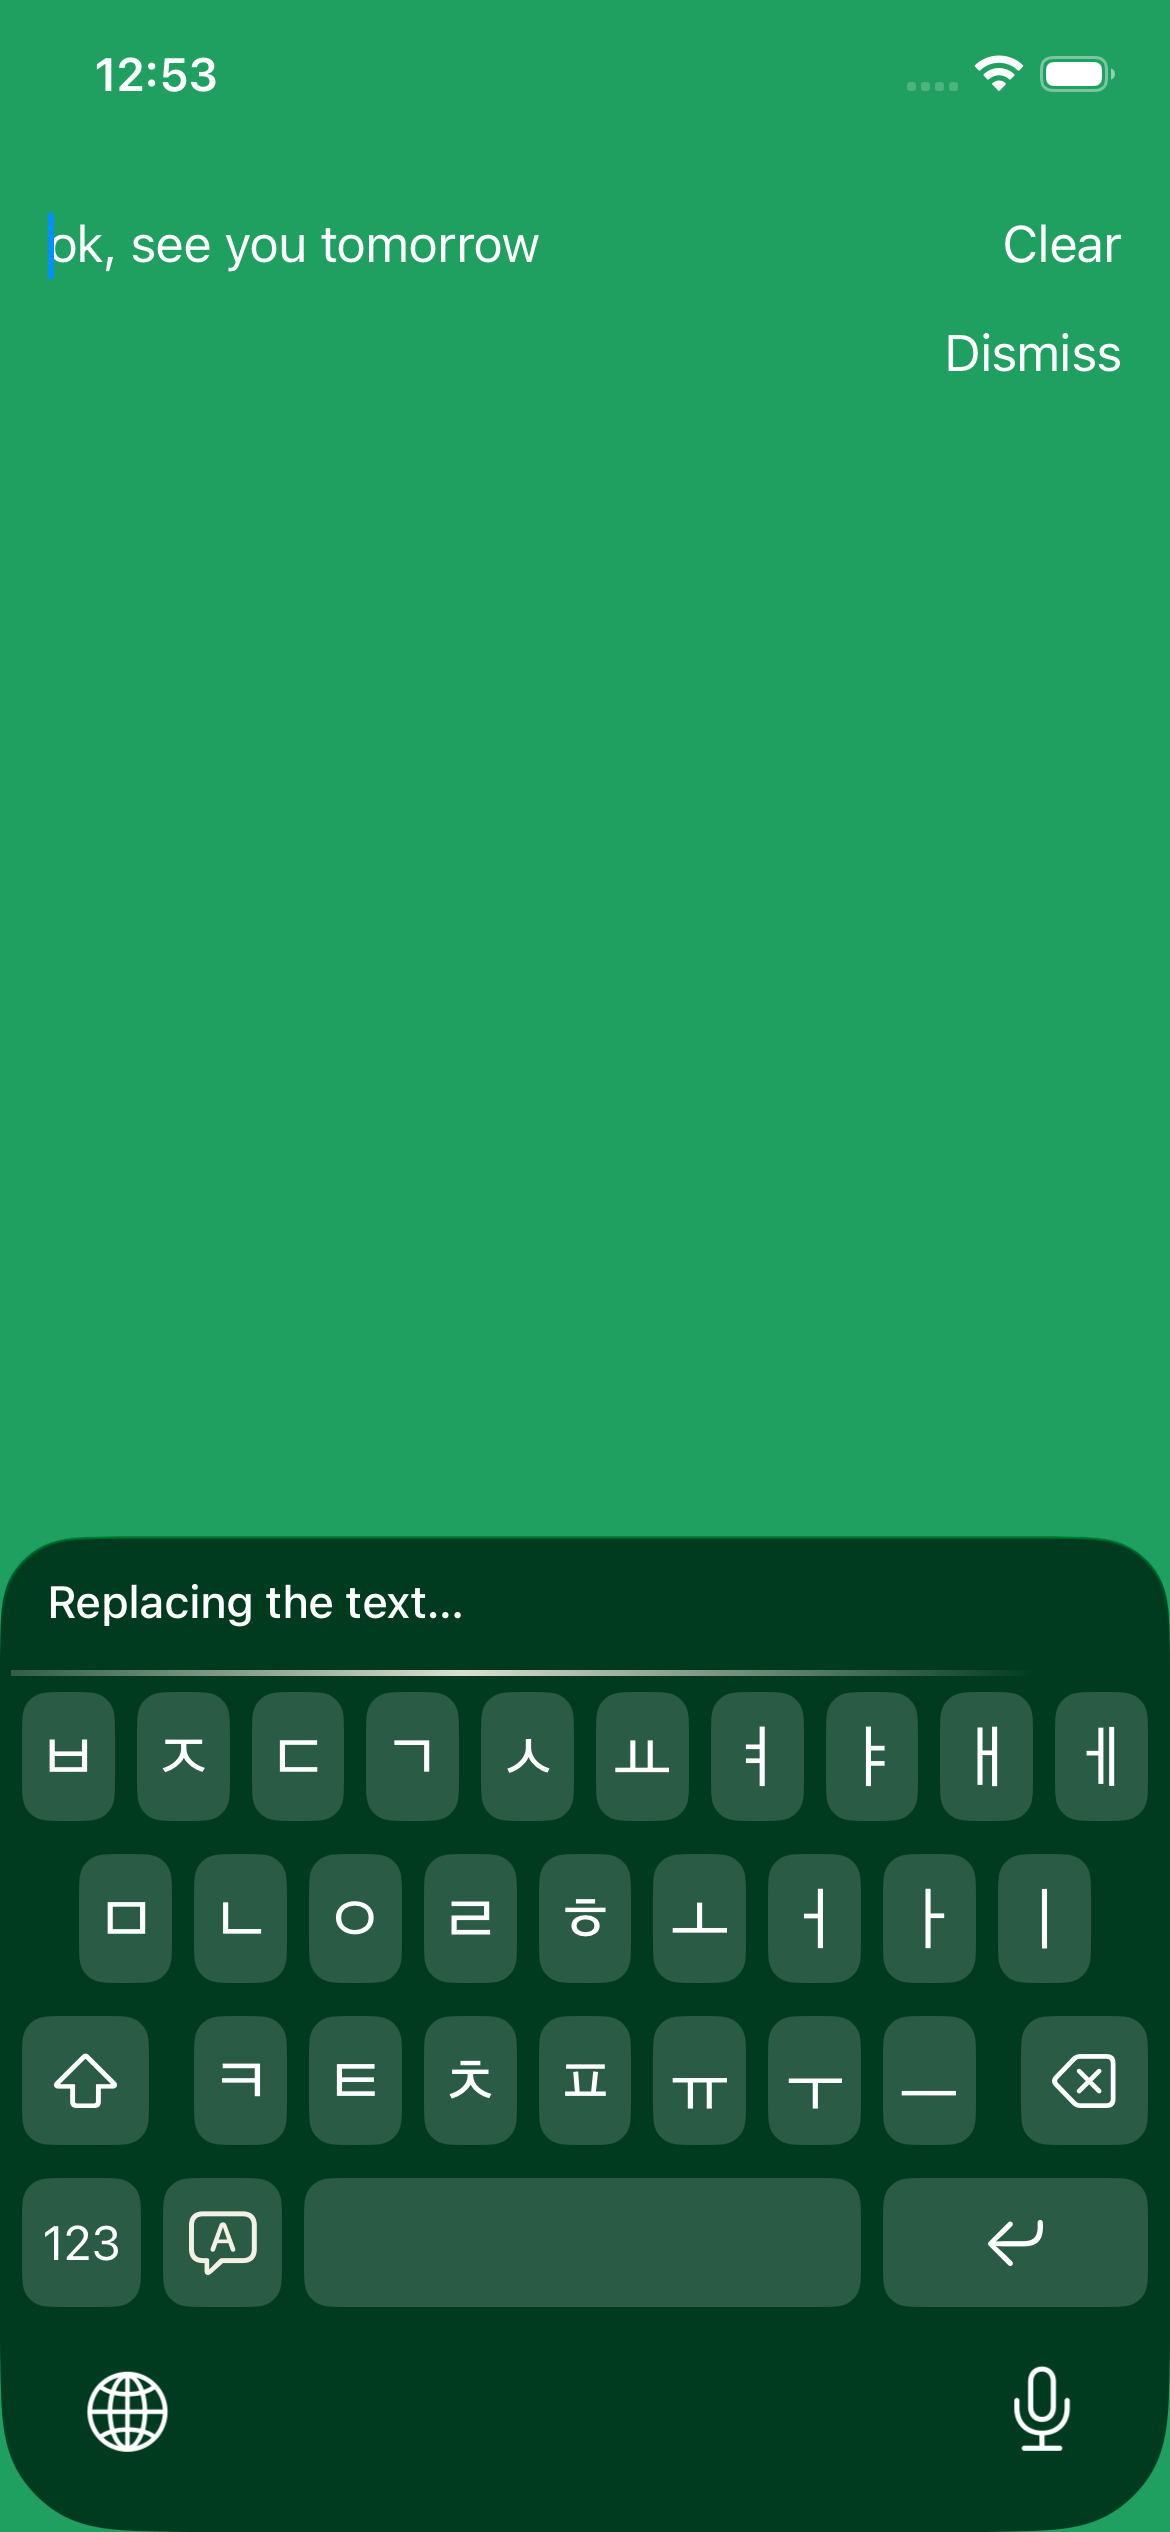 12:53
ok, see you tomorrow
Clear
Dismiss
Replacing the text...
ㅂ ㅈ ㄷ ㄱ ㅅ ㅛ ㅕ ㅑ ㅐ ㅔ
ㅁ ㄴ ㅇ ㄹ ㅎ ㅗ ㅓ ㅏ ㅣ
ㅋ ㅌ ㅊ ㅍ ㅠ ㅜ ㅡ
123 A